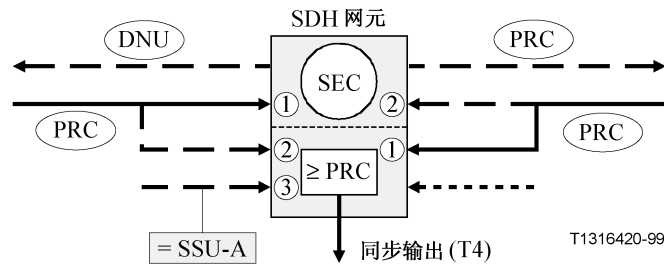 SDH 网元
DNU
PRC
SEC
1
2
PRC
PRC
2
1
≥ PRC
3
= SSU-A
同步输出 (T4)
T1316420-99